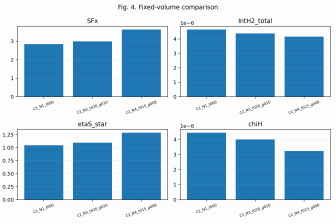 Fig. 4. Fixed-volume comparison
SFx
IntH2_total
1e−6
3
2
1
0
4
3
2
1
0
etaS_star
chiH
1e−6
1.25
1.00
0.75
0.50
0.25
0.00
4
3
2
1
0